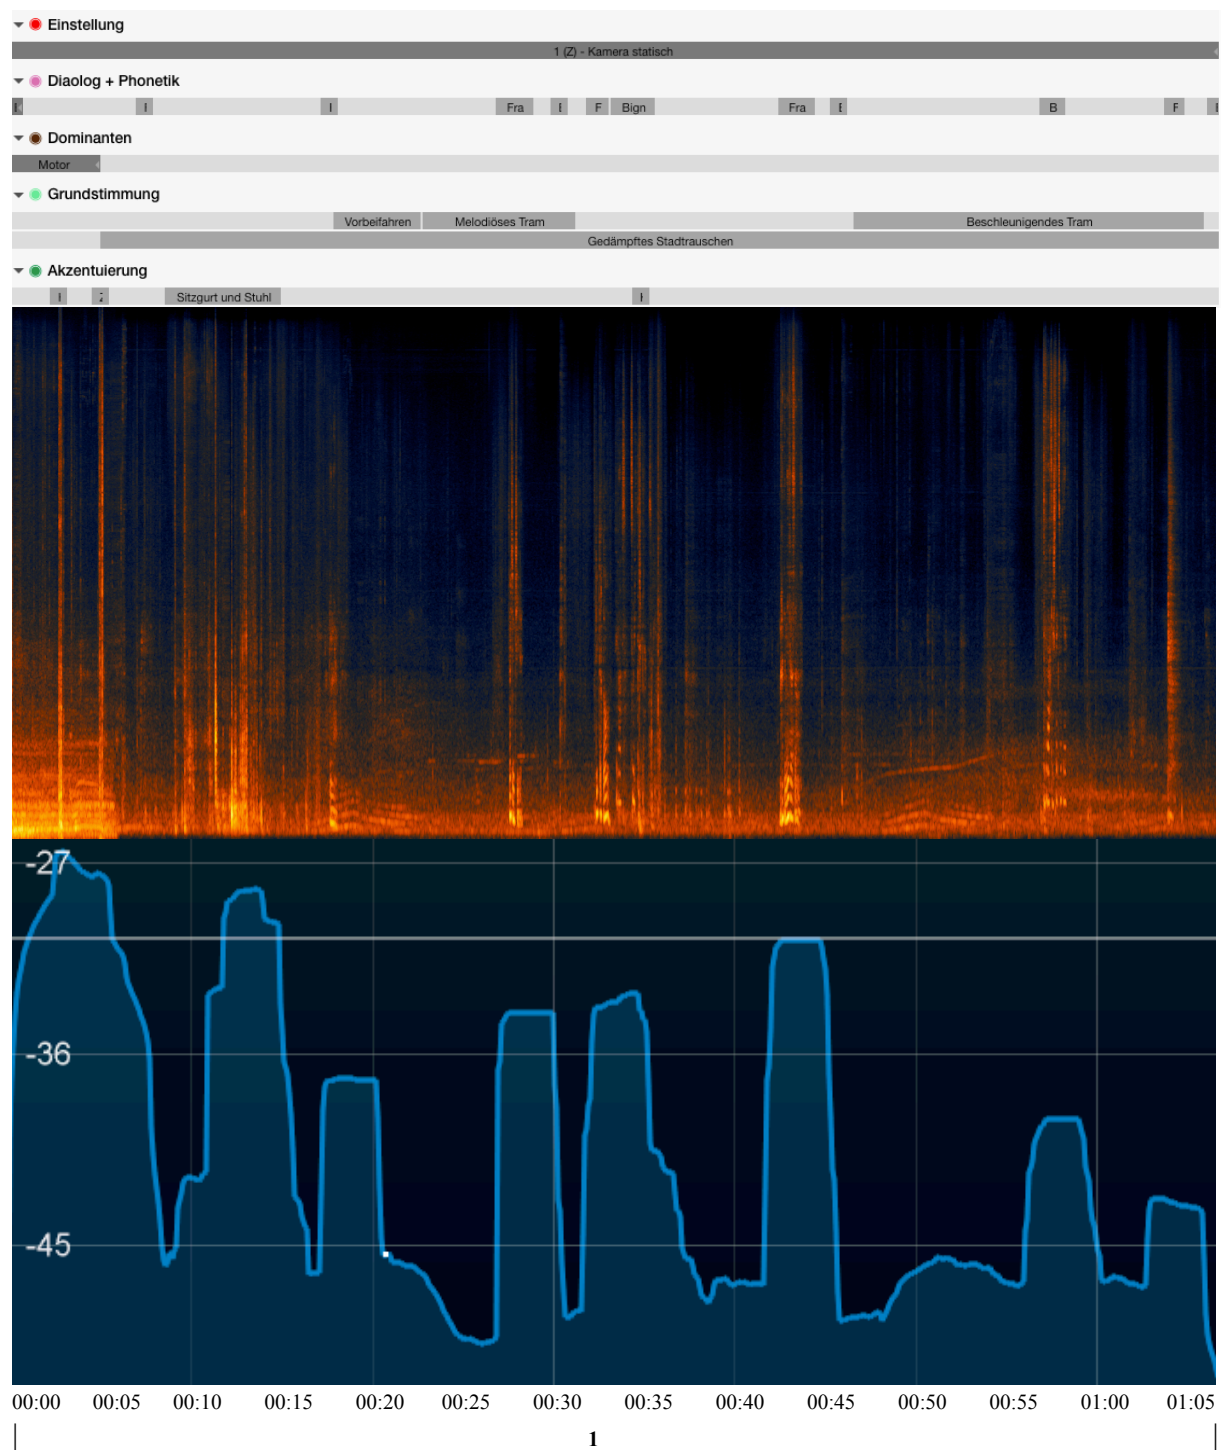 Einstellung
1 (Z) - Kamera statisch
Diaolog + Phonetik
Fra F Bign Fra B F
Dominanten
Motor
Grundstimmung
Vorbeifahren Melodiöses Tram Beschleunigendes Tram
Gedämpftes Stadtrauschen
Akzentuierung
Sitzgurt und Stuhl
-27
-36
-45
00:00 00:05 00:10 00:15 00:20 00:25 00:30 00:35 00:40 00:45 00:50 00:55 01:00 01:05
1